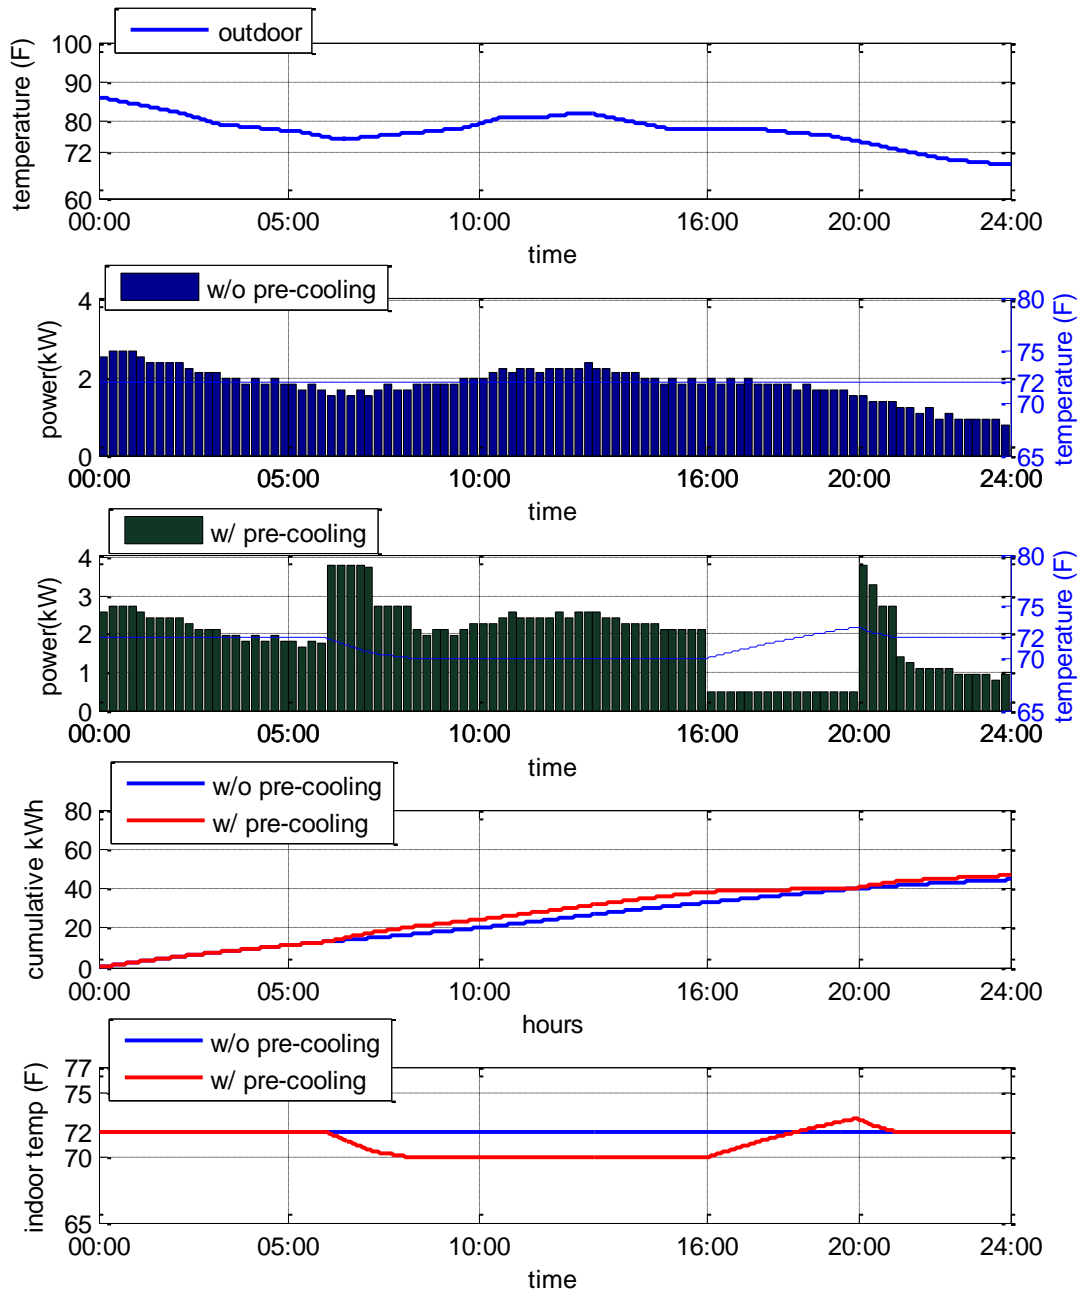 outdoor
temperature (F)
100
90
80
72
60
00:00 05:00 10:00 16:00 20:00 24:00
time
w/o pre-cooling
power(kW)
4
2
0
80
75
72
70
65
temperature (F)
00:00 05:00 10:00 16:00 20:00 24:00
time
w/ pre-cooling
power(kW)
4
3
2
1
0
80
75
72
70
65
temperature (F)
00:00 05:00 10:00 16:00 20:00 24:00
time
w/o pre-cooling
w/ pre-cooling
cumulative kWh
80
60
40
20
0
00:00 05:00 10:00 16:00 20:00 24:00
hours
w/o pre-cooling
w/ pre-cooling
indoor temp (F)
77
75
72
70
65
00:00 05:00 10:00 16:00 20:00 24:00
time